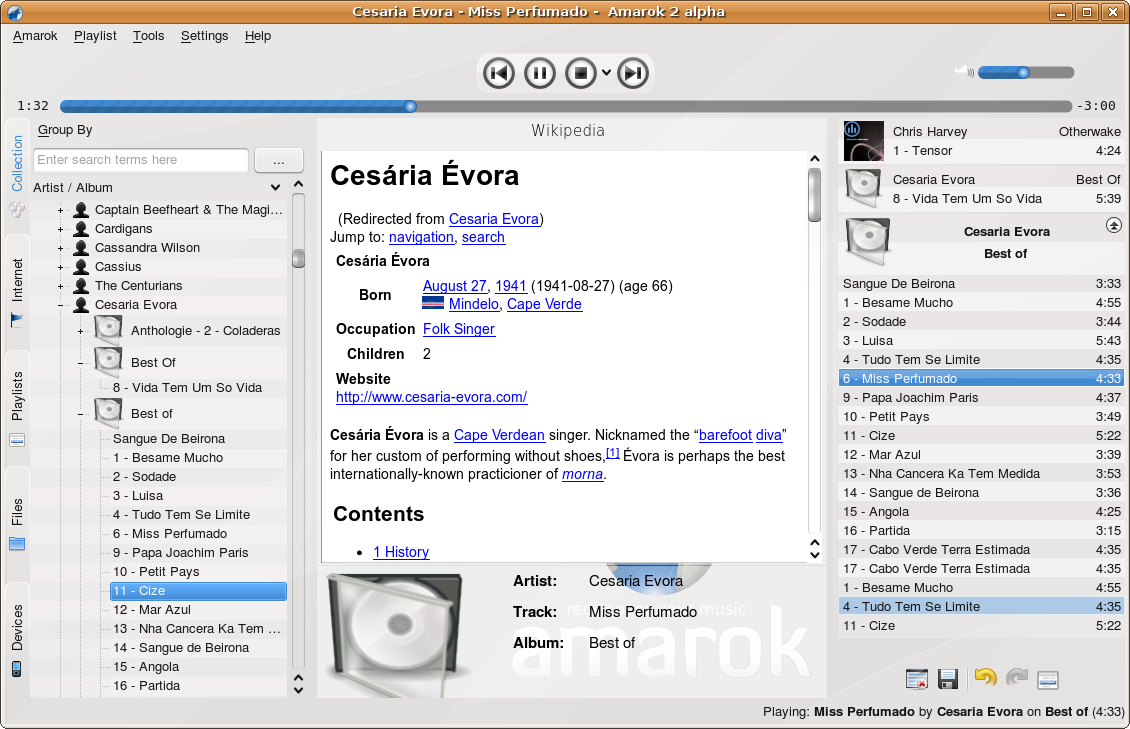 Cesaria Evora - Miss Perfumado - Amarok 2 alpha
Amarok Playlist Tools Settings Help
1:32 -3:00
Collection
Internet
Playlists
Files
Devices
Group By
Enter search terms here ...
Artist / Album
Captain Beefheart & The Magi...
Cardigans
Cassandra Wilson
Cassius
The Centurians
Cesaria Evora
Anthologie - 2 - Coladeras
Best Of
8 - Vida Tem Um So Vida
Best of
Sangue De Beirona
1 - Besame Mucho
2 - Sodade
3 - Luisa
4 - Tudo Tem Se Limite
6 - Miss Perfumado
9 - Papa Joachim Paris
10 - Petit Pays
11 - Cize
12 - Mar Azul
13 - Nha Cancera Ka Tem ...
14 - Sangue de Beirona
15 - Angola
16 - Partida
Wikipedia
Cesária Évora
(Redirected from Cesaria Evora)
Jump to: navigation, search
Cesária Évora
Born August 27, 1941 (1941-08-27) (age 66)
Mindelo, Cape Verde
Occupation Folk Singer
Children 2
Website
http://www.cesaria-evora.com/
Cesária Évora is a Cape Verdean singer. Nicknamed the “barefoot diva”
for her custom of performing without shoes,[1] Évora is perhaps the best
internationally-known practicioner of morna.
Contents
• 1 History
Artist: Cesaria Evora
Track: Miss Perfumado
Album: Best of
music
amarok
Chris Harvey Otherwake
1 - Tensor 4:24
Cesaria Evora Best Of
8 - Vida Tem Um So Vida 5:39
Cesaria Evora
Best of
Sangue De Beirona 3:33
1 - Besame Mucho 4:55
2 - Sodade 3:44
3 - Luisa 5:43
4 - Tudo Tem Se Limite 4:35
6 - Miss Perfumado 4:33
9 - Papa Joachim Paris 4:37
10 - Petit Pays 3:49
11 - Cize 5:22
12 - Mar Azul 3:39
13 - Nha Cancera Ka Tem Medida 3:53
14 - Sangue de Beirona 3:36
15 - Angola 4:25
16 - Partida 3:15
17 - Cabo Verde Terra Estimada 4:35
17 - Cabo Verde Terra Estimada 4:35
1 - Besame Mucho 4:55
4 - Tudo Tem Se Limite 4:35
11 - Cize 5:22
Playing: Miss Perfumado by Cesaria Evora on Best of (4:33)